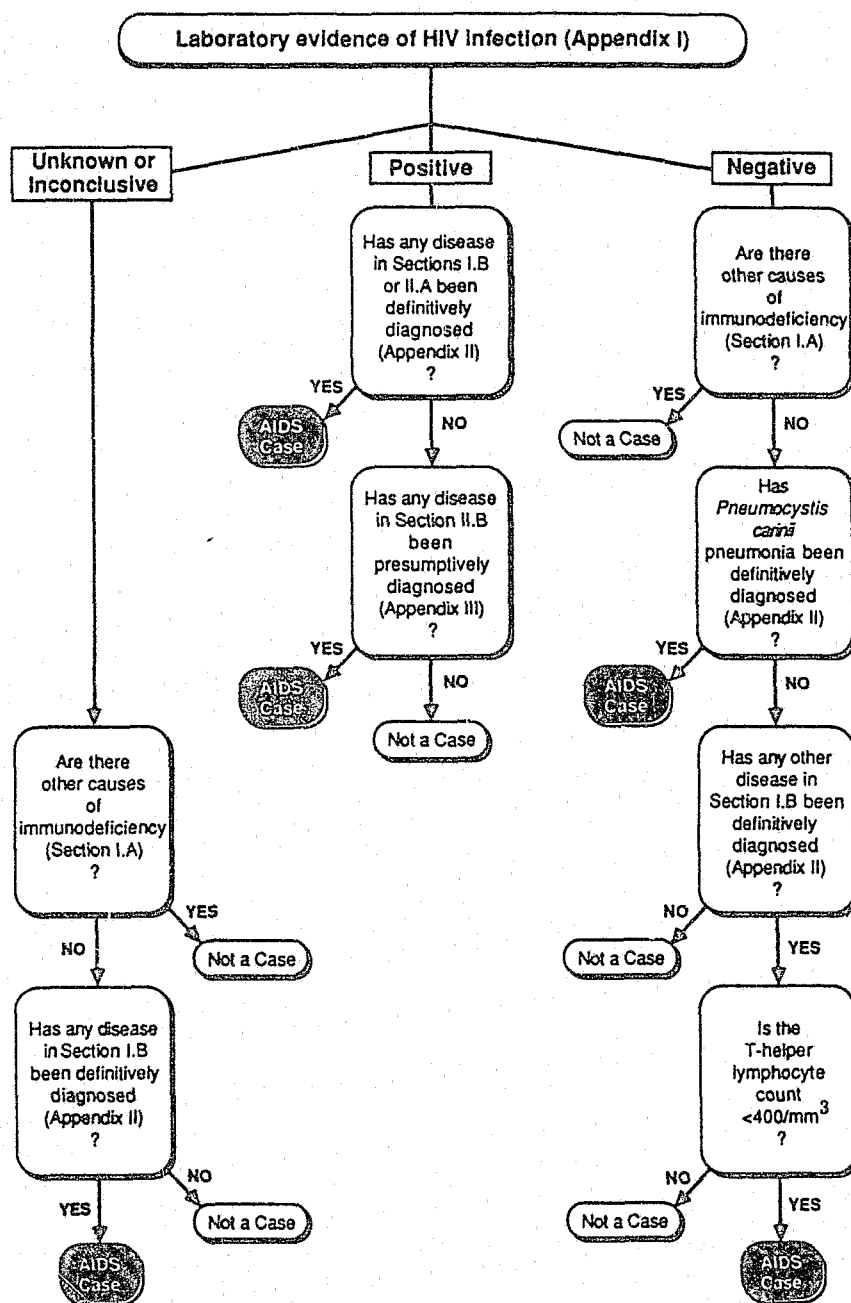 Laboratory evidence of HIV Infection (Appendix I)
Unknown or
Inconclusive
Positive
Negative
Has any disease
in Sections I.B
or II.A been
definitively
diagnosed
(Appendix II)
?
YES
AIDS
Case
NO
Has any disease
in Section II.B
been
presumptively
diagnosed
(Appendix III)
?
YES
AIDS
Case
NO
Not a Case
Are there
other causes
of
immunodeficiency
(Section I.A)
?
YES
Not a Case
NO
Has
Pneumocystis
carinii
pneumonia been
definitively
diagnosed
(Appendix II)
?
YES
AIDS
Case
NO
Has any other
disease in
Section I.B been
definitively
diagnosed
(Appendix II)
?
NO
Not a Case
YES
Is the
T-helper
lymphocyte
count
<400/mm³
?
NO
Not a Case
YES
AIDS
Case
Are there
other causes
of
immunodeficiency
(Section I.A)
?
YES
Not a Case
NO
Has any disease
in Section I.B
been definitively
diagnosed
(Appendix II)
?
NO
Not a Case
YES
AIDS
Case